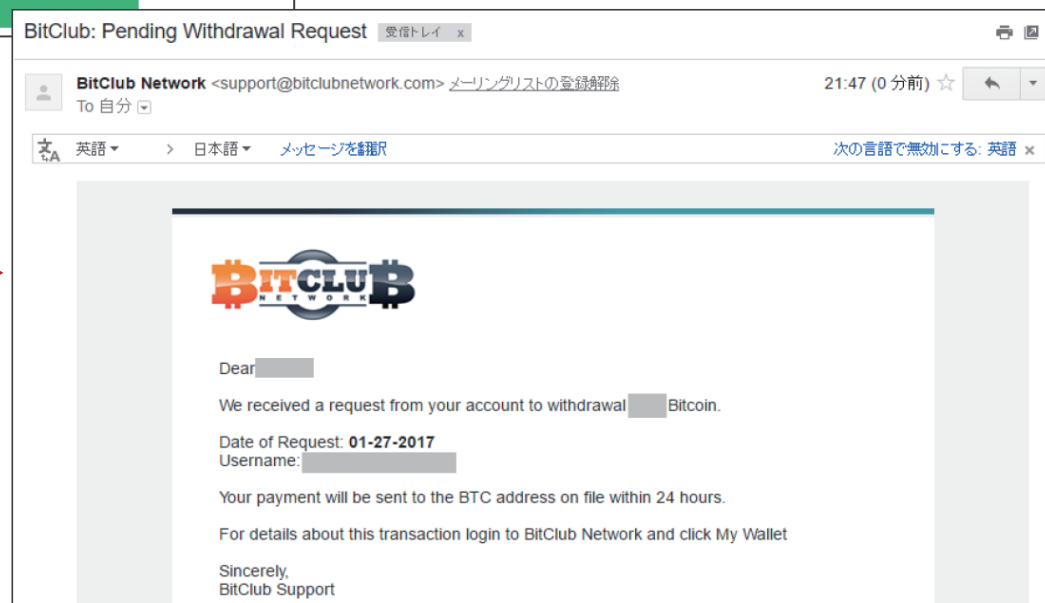 BitClub: Pending Withdrawal Request 受信トレイ x
BitClub Network <support@bitclubnetwork.com> メーリングリストの登録解除 21:47 (0 分前)
To 自分
英語 > 日本語 メッセージを翻訳 次の言語で無効にする: 英語 ×
BITCLUB
NETWORK
Dear
We received a request from your account to withdrawal Bitcoin.
Date of Request: 01-27-2017
Username:
Your payment will be sent to the BTC address on file within 24 hours.
For details about this transaction login to BitClub Network and click My Wallet
Sincerely,
BitClub Support